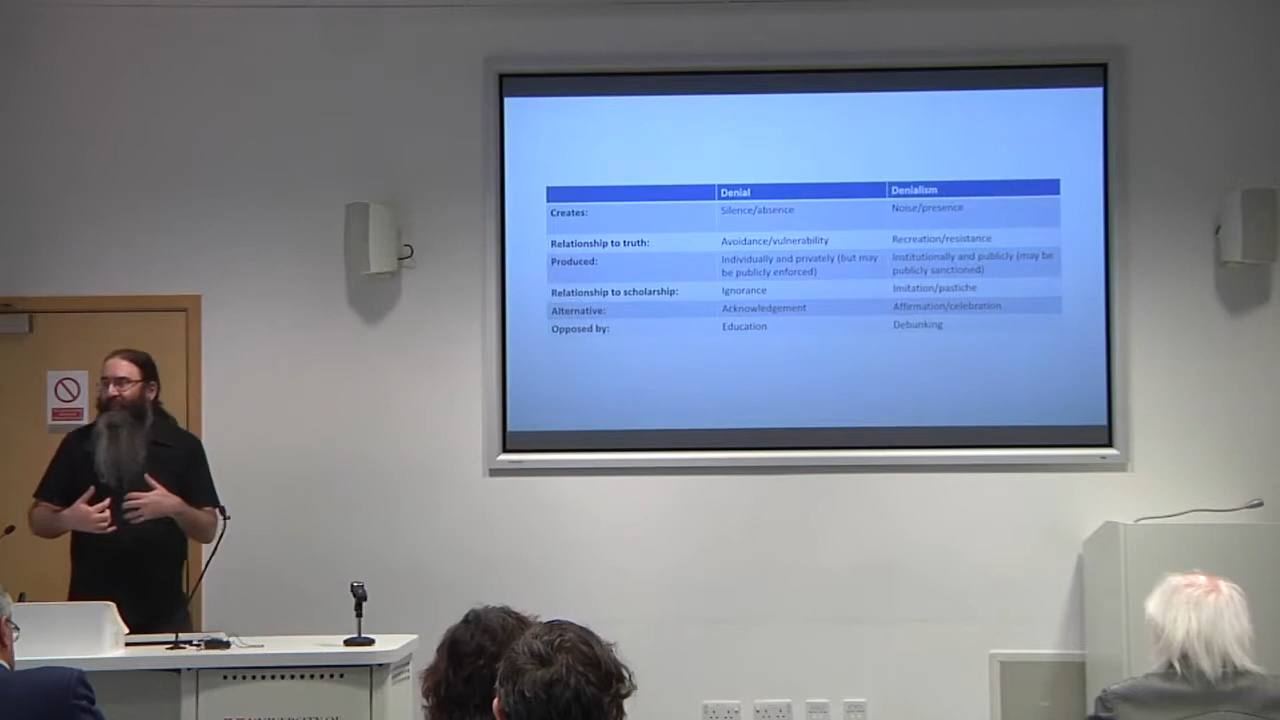 Denial Denialism
Creates: Silence/absence Noise/presence
Relationship to truth: Avoidance/vulnerability Recreation/resistance
Produced: Individually and privately (but may Institutionally and publicly (may be
be publicly enforced) publicly sanctioned)
Relationship to scholarship: Ignorance Imitation/pastiche
Alternative: Acknowledgement Affirmation/celebration
Opposed by: Education Debunking
UNIVERSITY OF